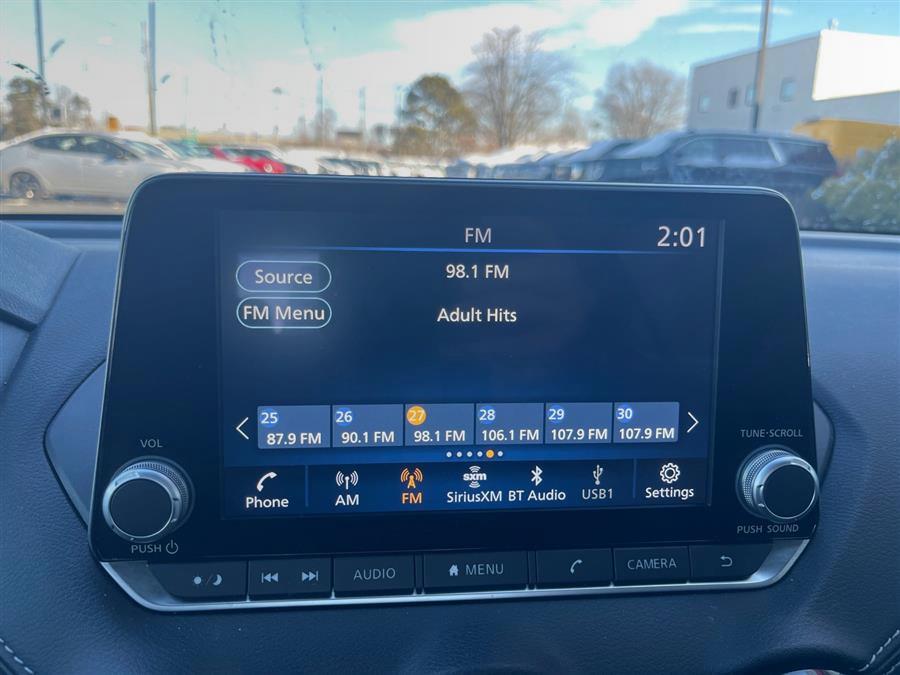 FM
2:01
Source
98.1 FM
FM Menu
Adult Hits
25 26 27 28 29 30
87.9 FM 90.1 FM 98.1 FM 106.1 FM 107.9 FM 107.9 FM
sxm
Phone AM FM SiriusXM BT Audio USB1 Settings
VOL
PUSH
TUNE·SCROLL
PUSH SOUND
AUDIO MENU CAMERA